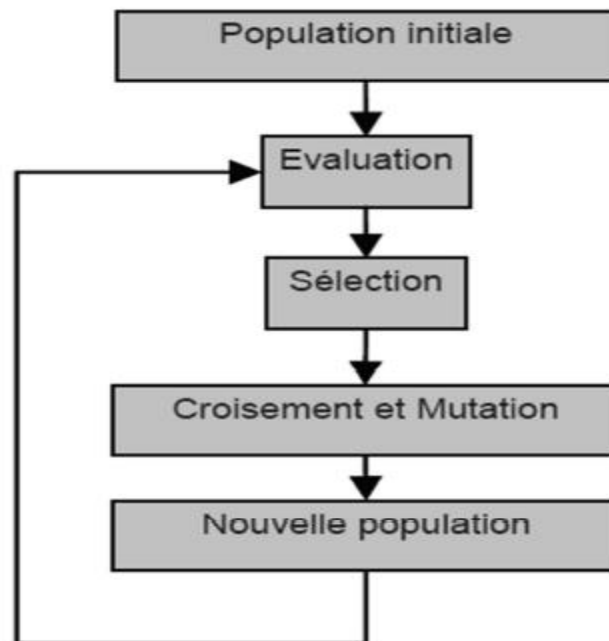 Population initiale
Evaluation
Sélection
Croisement et Mutation
Nouvelle population